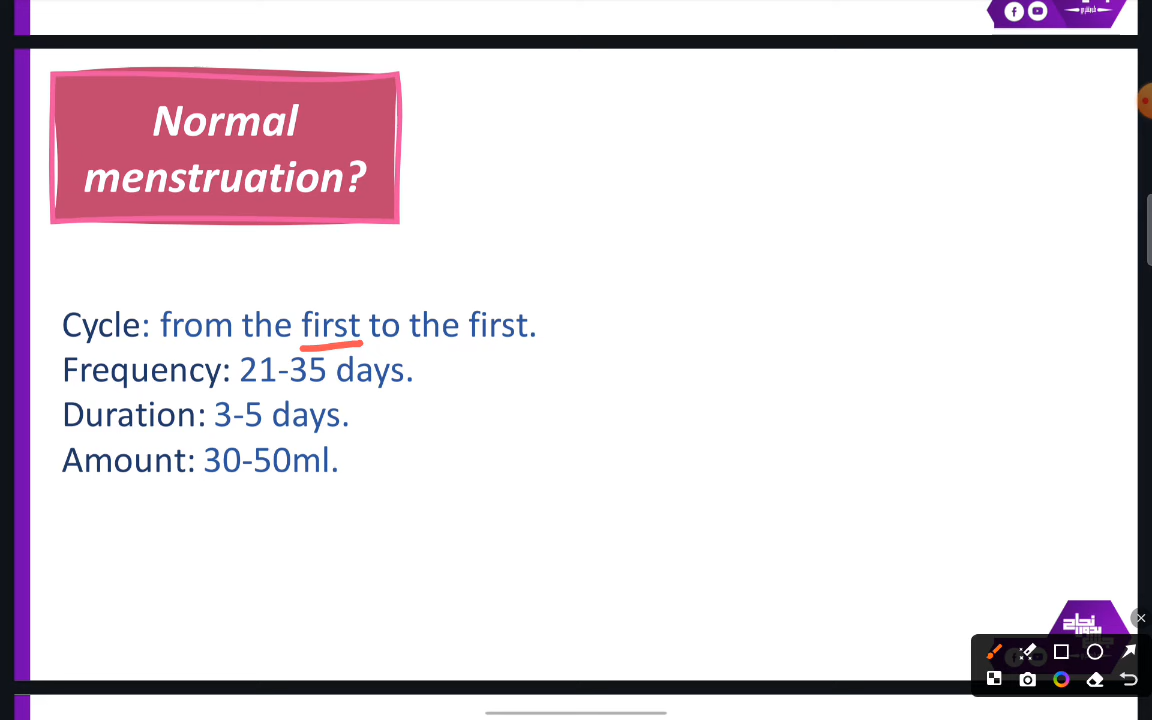 Normal
menstruation?
Cycle: from the first to the first.
Frequency: 21-35 days.
Duration: 3-5 days.
Amount: 30-50ml.